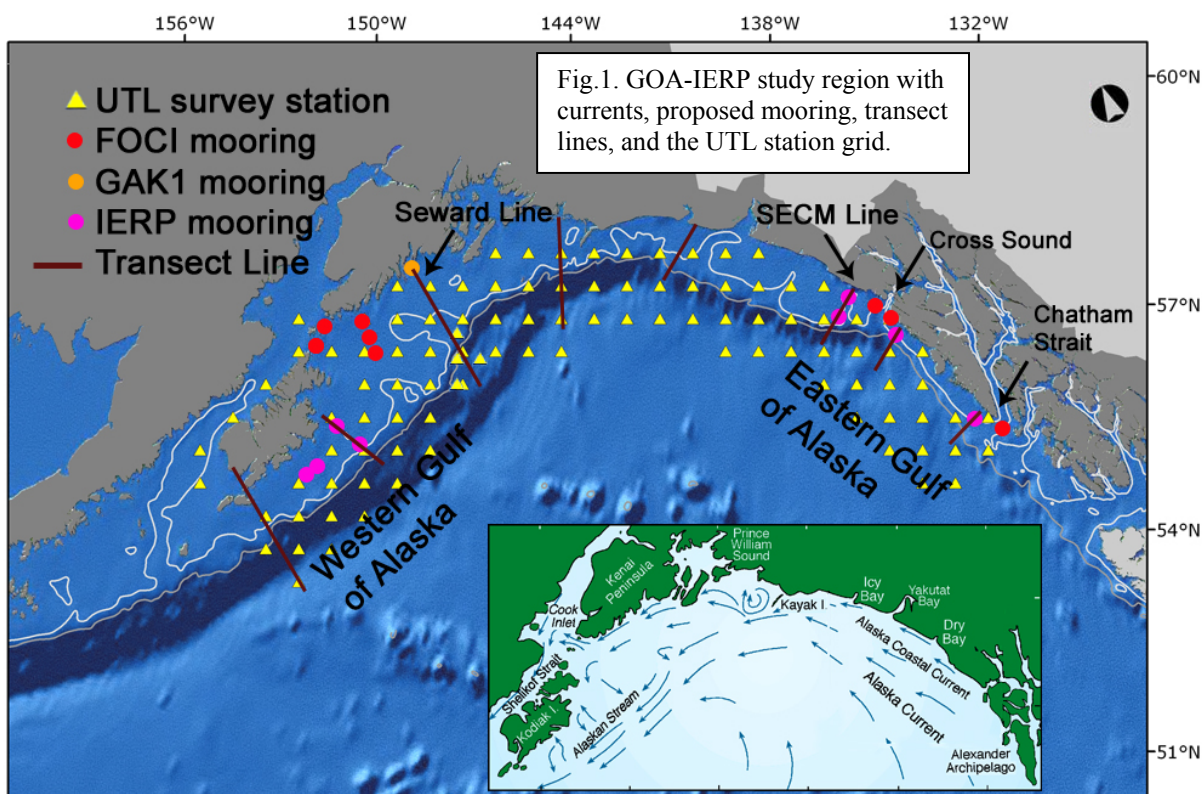 156°W
150°W
144°W
138°W
132°W
60°N
57°N
54°N
51°N
Fig.1. GOA-IERP study region with
currents, proposed mooring, transect
lines, and the UTL station grid.
UTL survey station
FOCI mooring
GAK1 mooring
IERP mooring
Transect Line
Seward Line
SECM Line
Cross Sound
Chatham
Strait
Western Gulf
of Alaska
Eastern Gulf
of Alaska
Prince
William
Sound
Kenai
Peninsula
Cook
Inlet
Kayak I.
Icy
Bay
Yakutat
Bay
Dry
Bay
Alaska Coastal Current
Alaska Current
Shelikof Strait
Kodiak I.
Alaskan Stream
Alexander
Archipelago